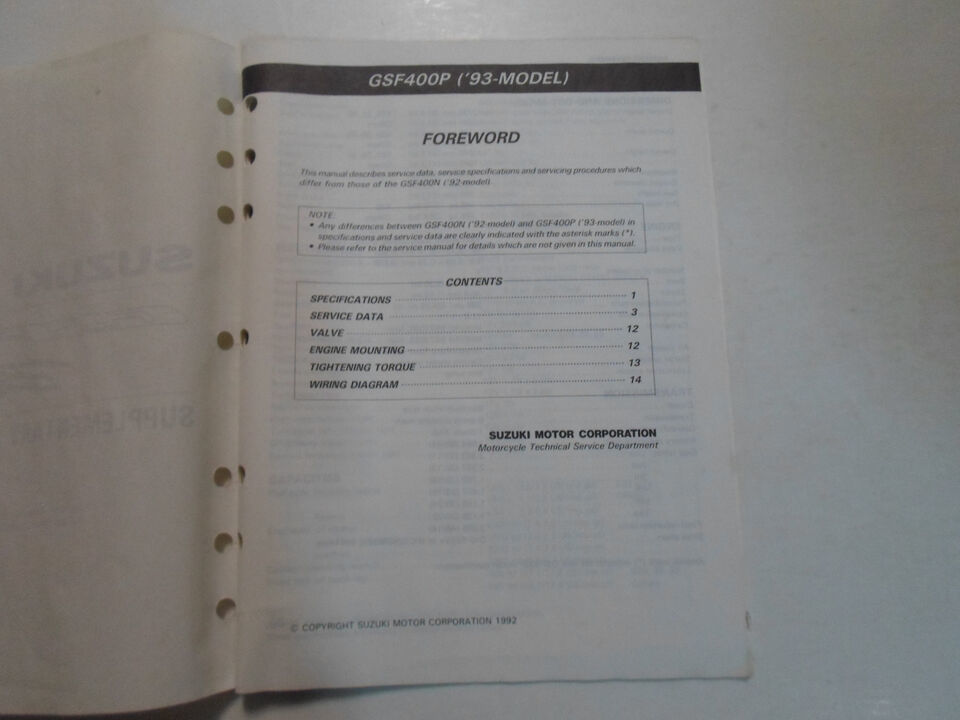 GSF400P ('93-MODEL)
FOREWORD
This manual describes service data, service specifications and servicing procedures which
differ from those of the GSF400N ('92-model).
NOTE:
• Any differences between GSF400N ('92-model) and GSF400P ('93-model) in
specifications and service data are clearly indicated with the asterisk marks (*).
• Please refer to the service manual for details which are not given in this manual.
CONTENTS
SPECIFICATIONS 1
SERVICE DATA 3
VALVE 12
ENGINE MOUNTING 12
TIGHTENING TORQUE 13
WIRING DIAGRAM 14
SUZUKI MOTOR CORPORATION
Motorcycle Technical Service Department
© COPYRIGHT SUZUKI MOTOR CORPORATION 1992
SUZUKI
SUPPLEMENTARY